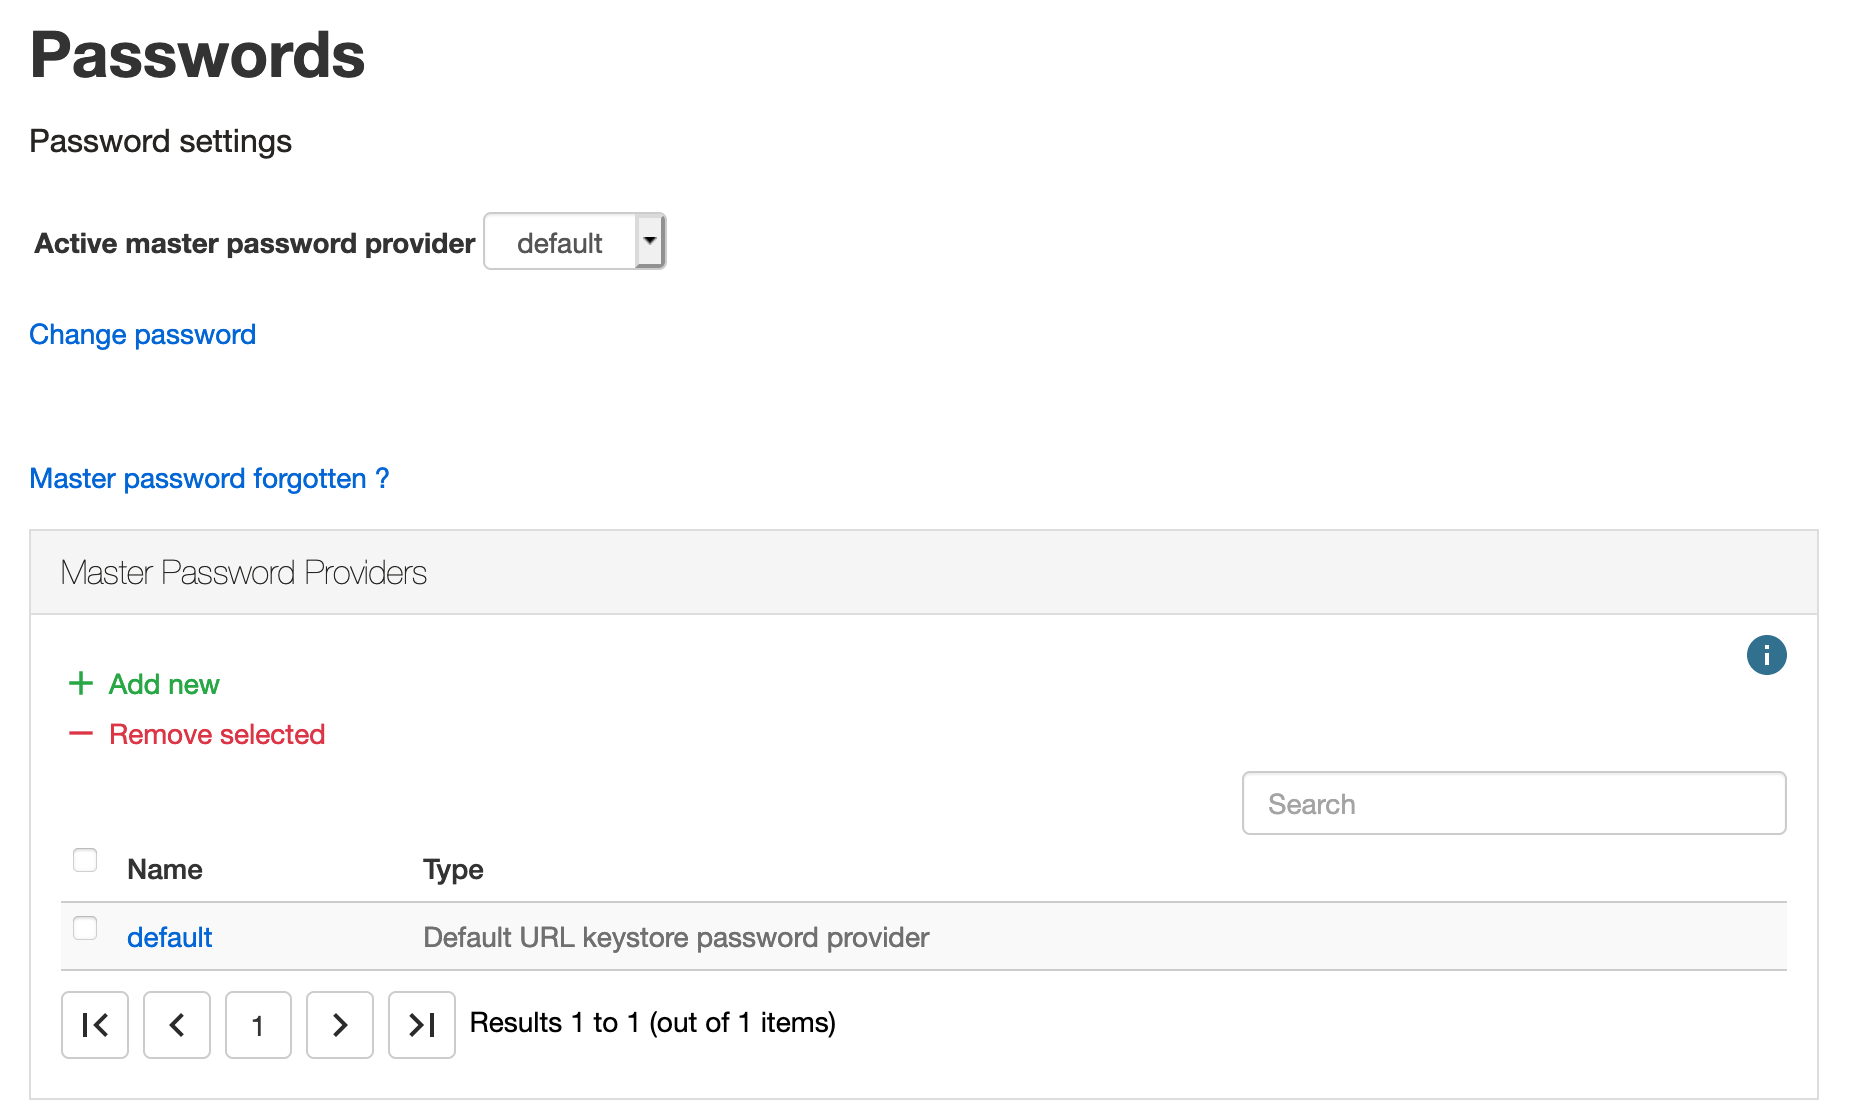 Passwords
Password settings
Active master password provider default
Change password
Master password forgotten ?
Master Password Providers
i
+ Add new
− Remove selected
Search
Name Type
default Default URL keystore password provider
1 Results 1 to 1 (out of 1 items)